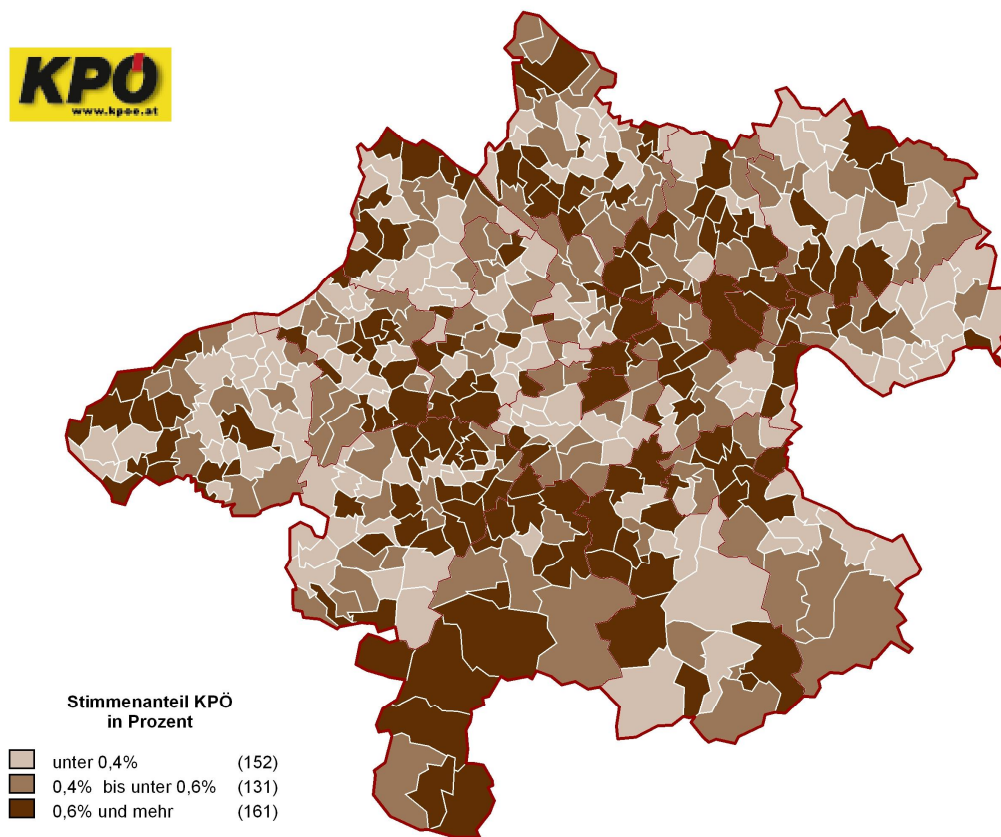 KPÖ
www.kpoe.at
Stimmenanteil KPÖ
in Prozent
unter 0,4% (152)
0,4% bis unter 0,6% (131)
0,6% und mehr (161)